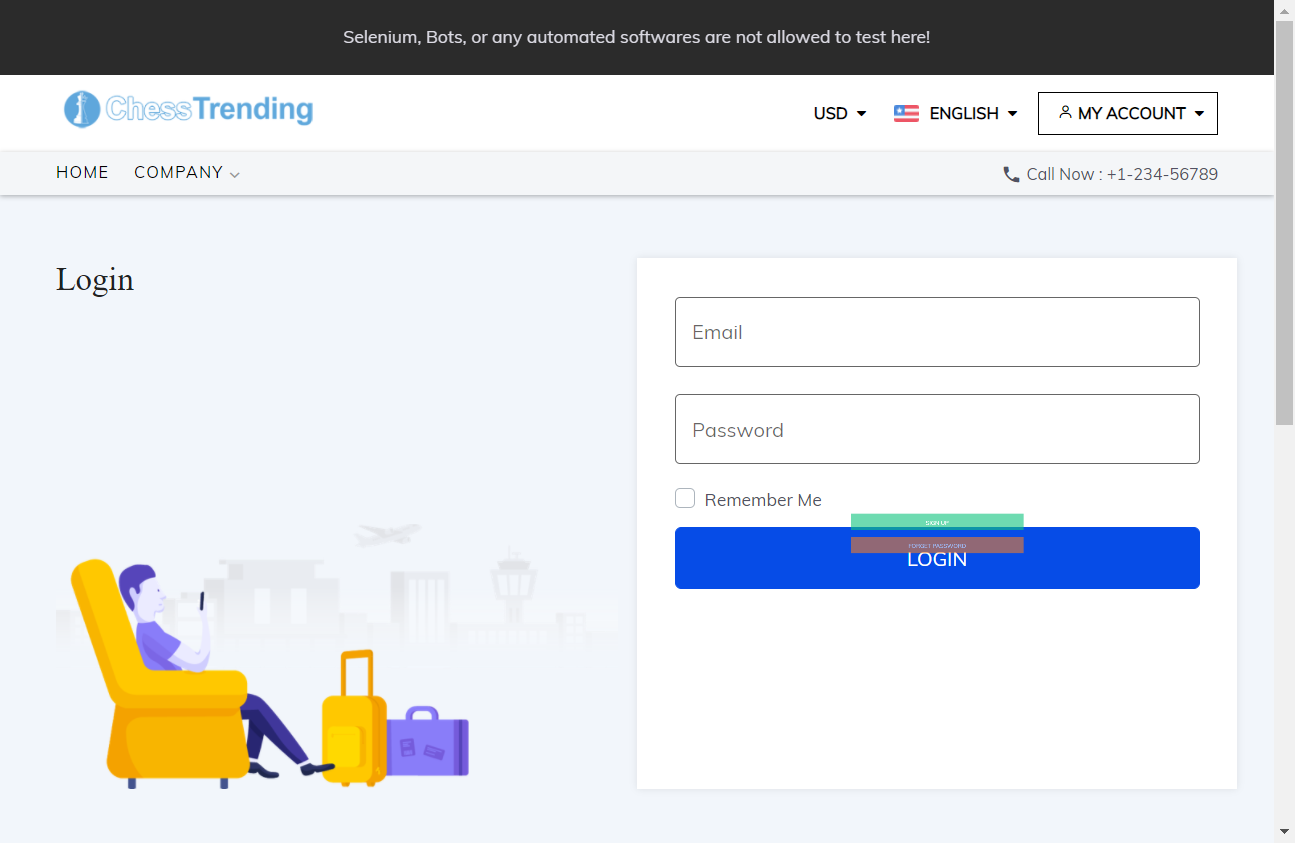 Selenium, Bots, or any automated softwares are not allowed to test here!
ChessTrending
USD
ENGLISH
MY ACCOUNT
HOME
COMPANY
Call Now : +1-234-56789
Login
Email
Password
Remember Me
SIGN UP
FORGET PASSWORD
LOGIN